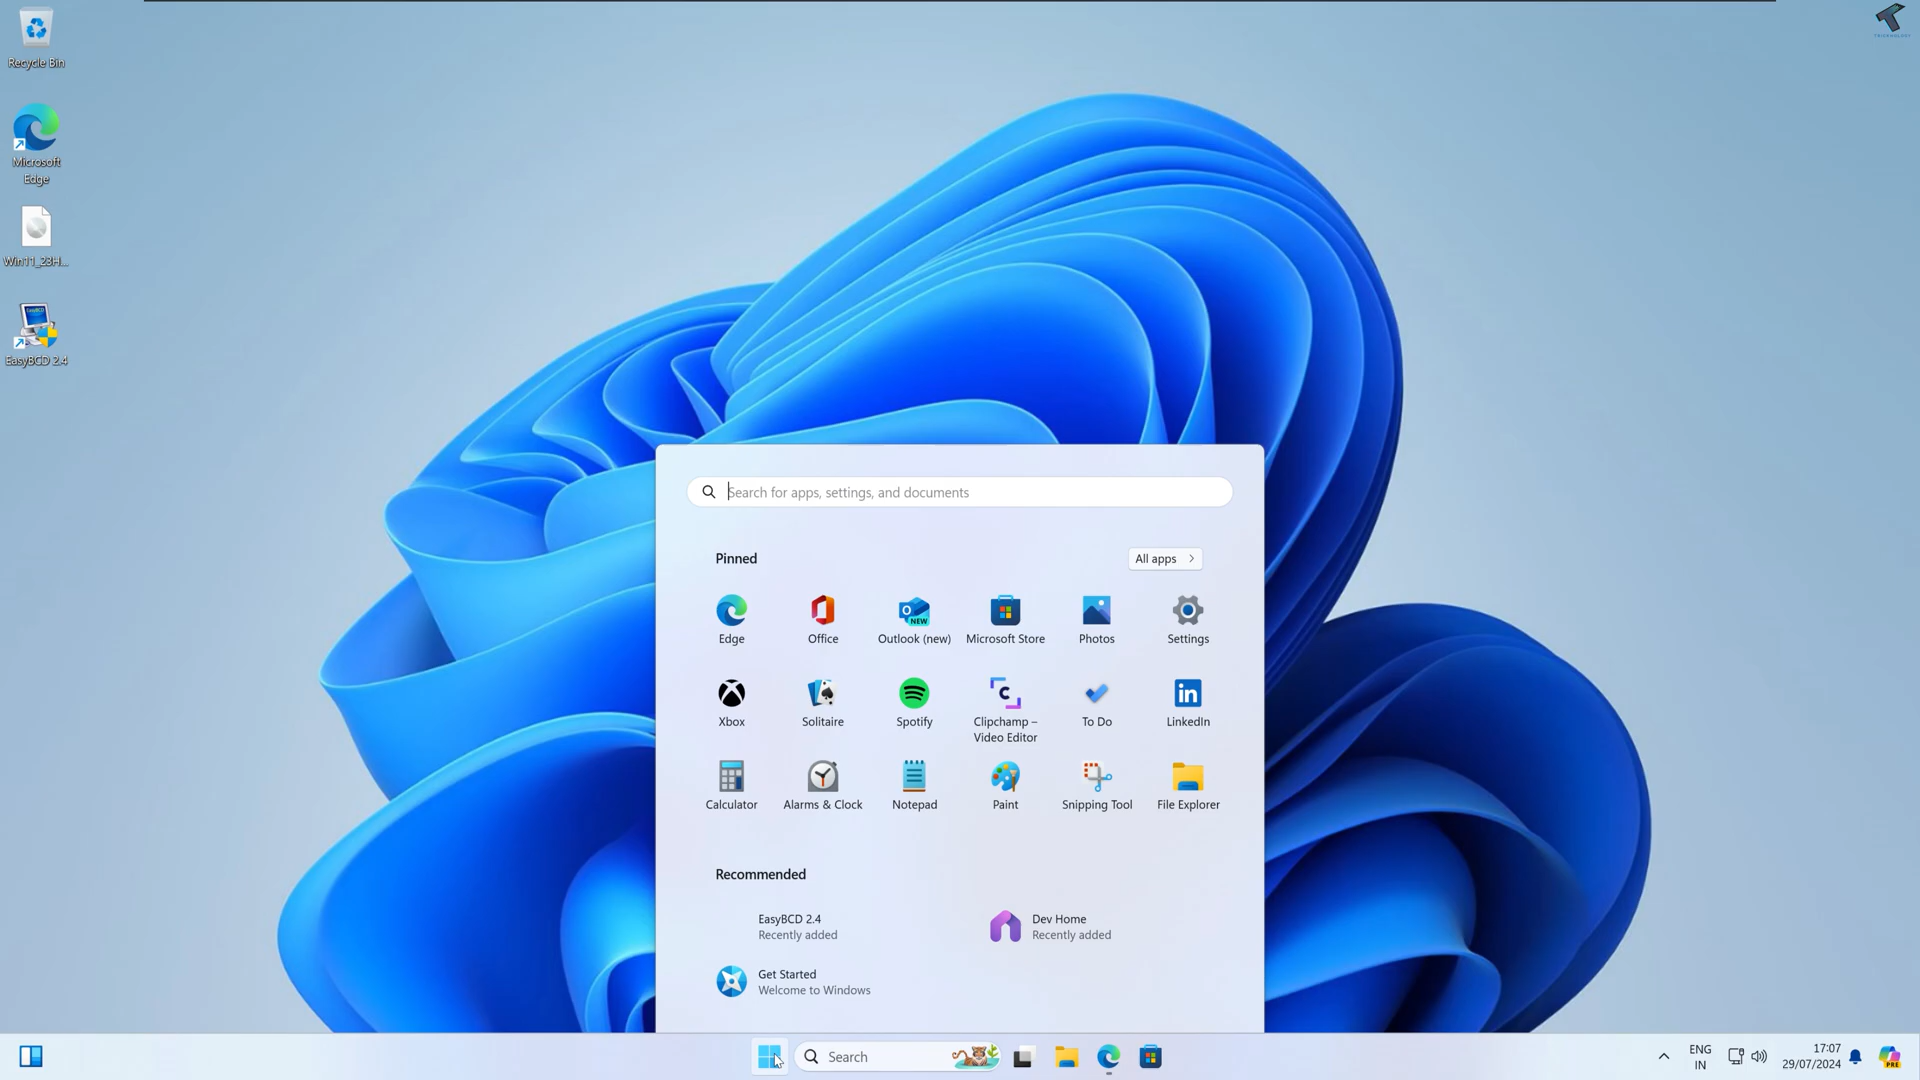 Recycle Bin
Microsoft
Edge
Win11_23H...
EasyBCD 2.4
Search for apps, settings, and documents
Pinned
All apps
Edge
Office
NEW
Outlook (new)
Microsoft Store
Photos
Settings
Xbox
Solitaire
Spotify
Clipchamp –
Video Editor
To Do
LinkedIn
Calculator
Alarms & Clock
Notepad
Paint
Snipping Tool
File Explorer
Recommended
EasyBCD 2.4
Recently added
Dev Home
Recently added
Get Started
Welcome to Windows
Search
ENG
IN
17:07
29/07/2024
PRE